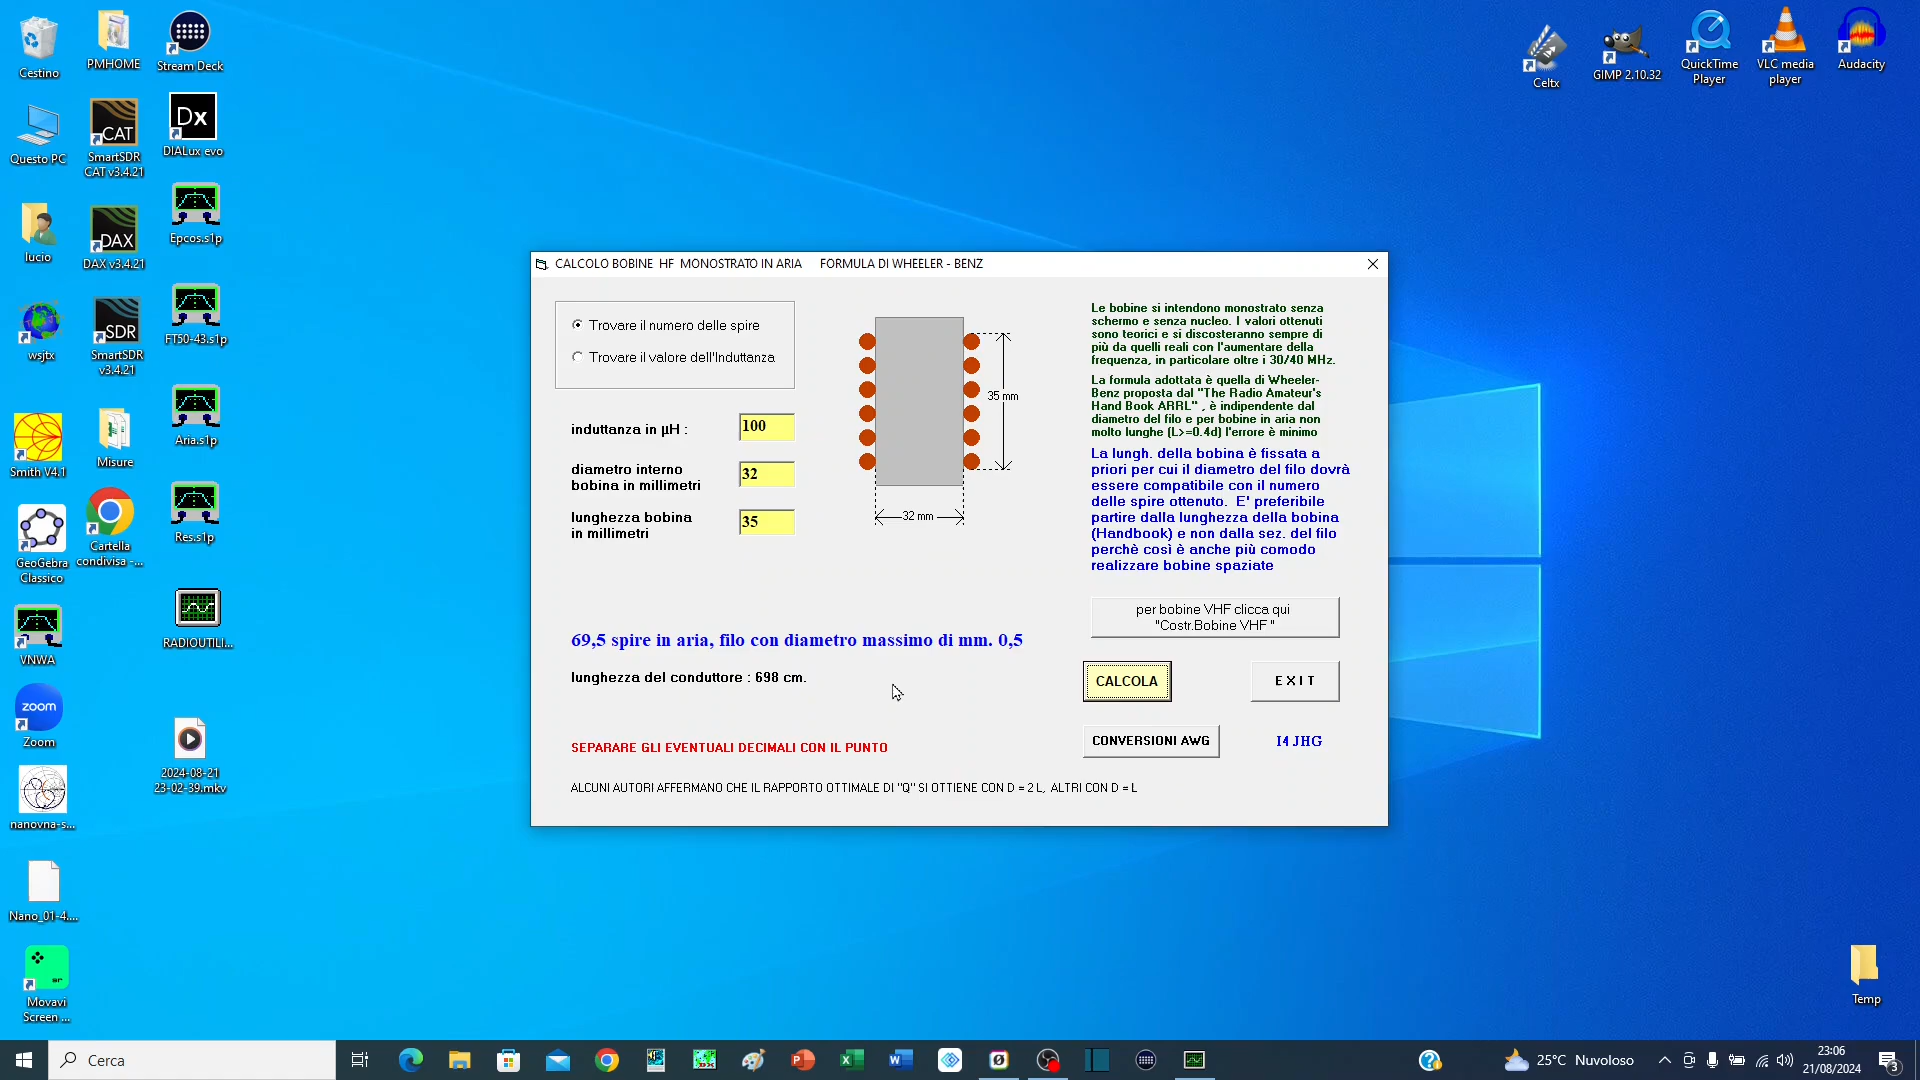 Cestino
PMHOME
Stream Deck
Questo PC
CAT
SmartSDR
CAT v3.4.21
Dx
DIALux evo
lucio
DAX
DAX v3.4.21
Epcos.s1p
wsjtx
SDR
SmartSDR
v3.4.21
FT50-43.s1p
Smith V4.1
Misure
Aria.s1p
GeoGebra
Classico
Cartella
condivisa -...
Res.s1p
VNWA
RADIOUTILI...
zoom
Zoom
2024-08-21
23-02-39.mkv
nanovna-s...
Nano_01-4....
Movavi
Screen ...
Celtx
GIMP 2.10.32
QuickTime
Player
VLC media
player
Audacity
Temp
CALCOLO BOBINE HF MONOSTRATO IN ARIA FORMULA DI WHEELER - BENZ
Trovare il numero delle spire
Trovare il valore dell'Induttanza
induttanza in µH : 100
diametro interno
bobina in millimetri 32
lunghezza bobina
in millimetri 35
35 mm
32 mm
Le bobine si intendono monostrato senza
schermo e senza nucleo. I valori ottenuti
sono teorici e si discosteranno sempre di
più da quelli reali con l'aumentare della
frequenza, in particolare oltre i 30/40 MHz.
La formula adottata è quella di Wheeler-
Benz proposta dal "The Radio Amateur's
Hand Book ARRL" , è indipendente dal
diametro del filo e per bobine in aria non
molto lunghe (L>=0.4d) l'errore è minimo
La lungh. della bobina è fissata a
priori per cui il diametro del filo dovrà
essere compatibile con il numero
delle spire ottenuto. E' preferibile
partire dalla lunghezza della bobina
(Handbook) e non dalla sez. del filo
perchè così è anche più comodo
realizzare bobine spaziate
per bobine VHF clicca qui
"Costr.Bobine VHF "
69,5 spire in aria, filo con diametro massimo di mm. 0,5
lunghezza del conduttore : 698 cm.
CALCOLA
E X I T
SEPARARE GLI EVENTUALI DECIMALI CON IL PUNTO
CONVERSIONI AWG
I4JHG
ALCUNI AUTORI AFFERMANO CHE IL RAPPORTO OTTIMALE DI "Q" SI OTTIENE CON D = 2 L, ALTRI CON D = L
Cerca
25°C Nuvoloso
23:06
21/08/2024
3